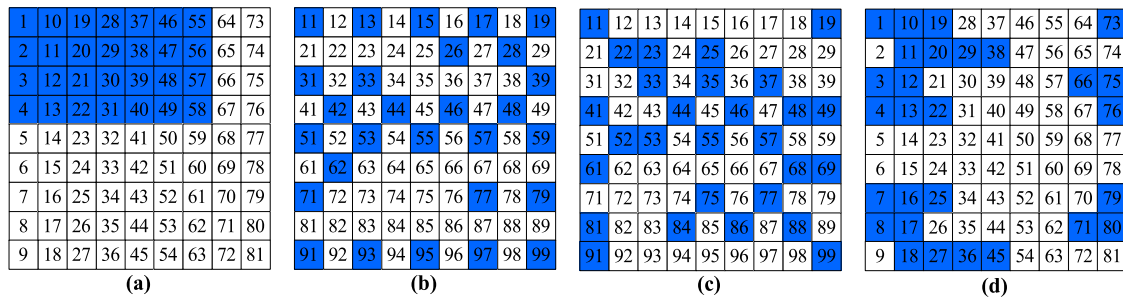 1 10 19 28 37 46 55 64 73
2 11 20 29 38 47 56 65 74
3 12 21 30 39 48 57 66 75
4 13 22 31 40 49 58 67 76
5 14 23 32 41 50 59 68 77
6 15 24 33 42 51 60 69 78
7 16 25 34 43 52 61 70 79
8 17 26 35 44 53 62 71 80
9 18 27 36 45 54 63 72 81
(a)
11 12 13 14 15 16 17 18 19
21 22 23 24 25 26 27 28 29
31 32 33 34 35 36 37 38 39
41 42 43 44 45 46 47 48 49
51 52 53 54 55 56 57 58 59
61 62 63 64 65 66 67 68 69
71 72 73 74 75 76 77 78 79
81 82 83 84 85 86 87 88 89
91 92 93 94 95 96 97 98 99
(b)
11 12 13 14 15 16 17 18 19
21 22 23 24 25 26 27 28 29
31 32 33 34 35 36 37 38 39
41 42 43 44 45 46 47 48 49
51 52 53 54 55 56 57 58 59
61 62 63 64 65 66 67 68 69
71 72 73 74 75 76 77 78 79
81 82 83 84 85 86 87 88 89
91 92 93 94 95 96 97 98 99
(c)
1 10 19 28 37 46 55 64 73
2 11 20 29 38 47 56 65 74
3 12 21 30 39 48 57 66 75
4 13 22 31 40 49 58 67 76
5 14 23 32 41 50 59 68 77
6 15 24 33 42 51 60 69 78
7 16 25 34 43 52 61 70 79
8 17 26 35 44 53 62 71 80
9 18 27 36 45 54 63 72 81
(d)